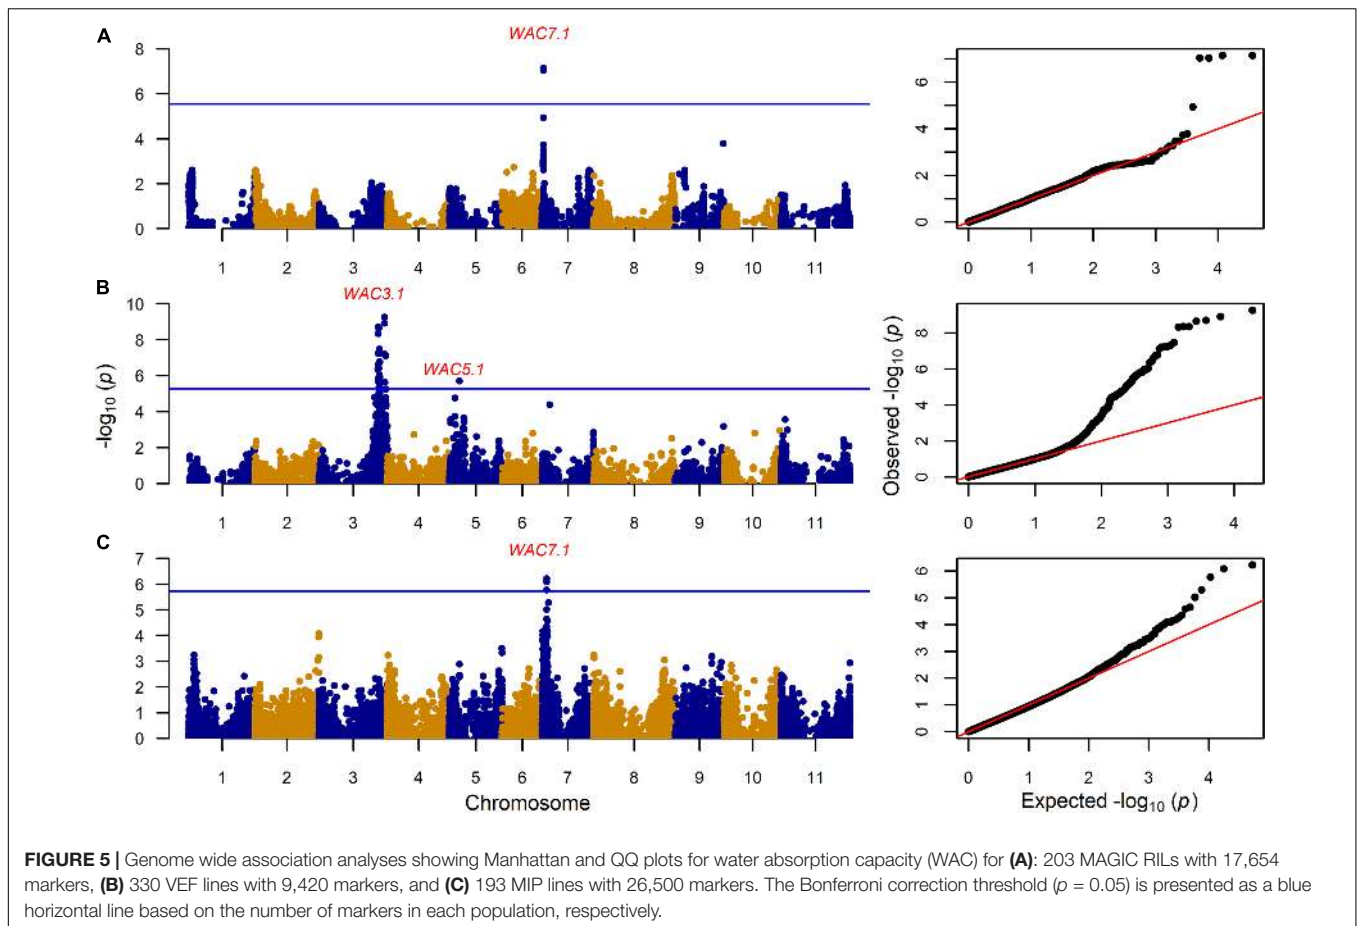 A
WAC7.1
8
6
4
2
0
1 2 3 4 5 6 7 8 9 10 11
6
4
2
0
0 1 2 3 4
B
WAC3.1
WAC5.1
-log10 (p)
10
8
6
4
2
0
1 2 3 4 5 6 7 8 9 10 11
Observed -log10 (p)
8
6
4
2
0
0 1 2 3 4
C
WAC7.1
7
6
5
4
3
2
1
0
1 2 3 4 5 6 7 8 9 10 11
Chromosome
6
5
4
3
2
1
0
0 1 2 3 4
Expected -log10 (p)
FIGURE 5 | Genome wide association analyses showing Manhattan and QQ plots for water absorption capacity (WAC) for (A): 203 MAGIC RILs with 17,654
markers, (B) 330 VEF lines with 9,420 markers, and (C) 193 MIP lines with 26,500 markers. The Bonferroni correction threshold (p = 0.05) is presented as a blue
horizontal line based on the number of markers in each population, respectively.